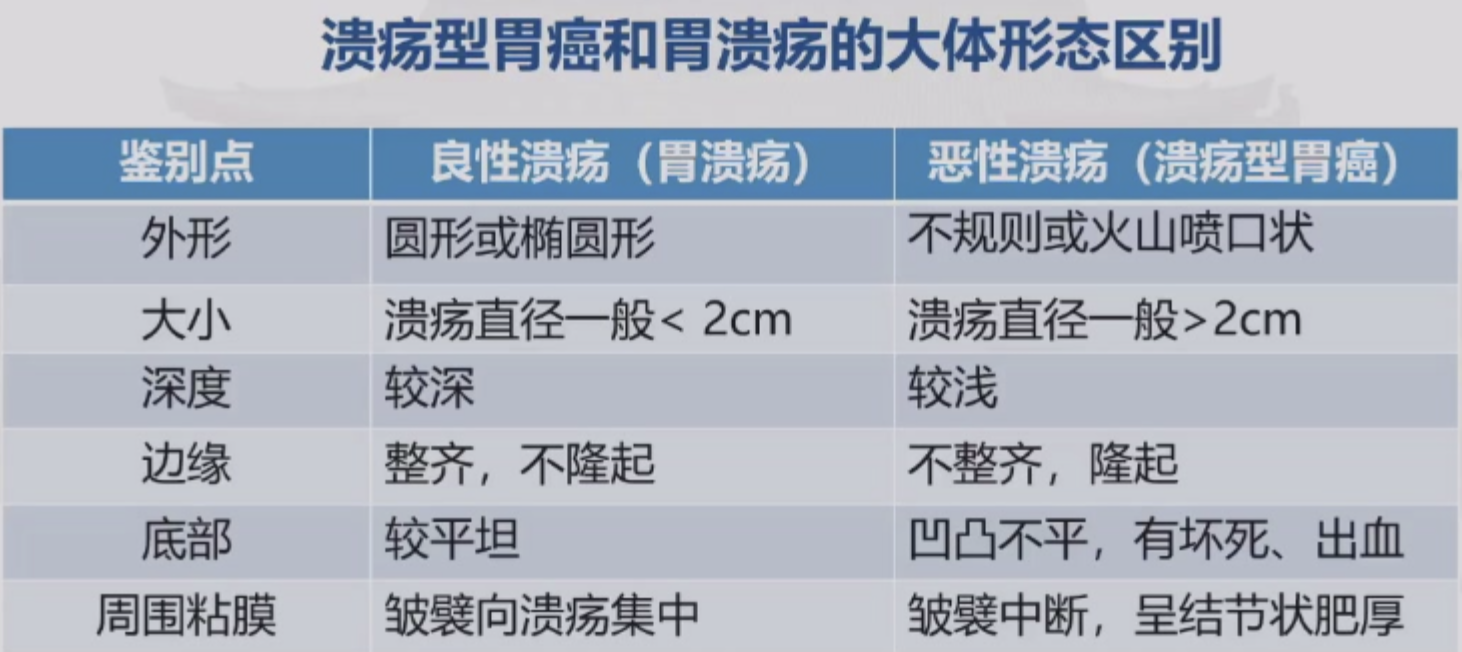 溃疡型胃癌和胃溃疡的大体形态区别
鉴别点 良性溃疡（胃溃疡） 恶性溃疡（溃疡型胃癌）
外形 圆形或椭圆形 不规则或火山喷口状
大小 溃疡直径一般< 2cm 溃疡直径一般>2cm
深度 较深 较浅
边缘 整齐，不隆起 不整齐，隆起
底部 较平坦 凹凸不平，有坏死、出血
周围粘膜 皱襞向溃疡集中 皱襞中断，呈结节状肥厚